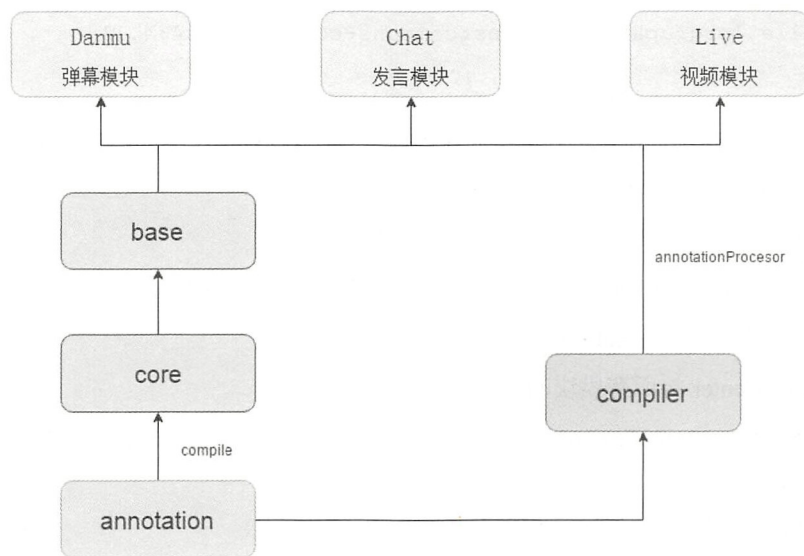 Danmu
弹幕模块
Chat
发言模块
Live
视频模块
base
annotationProcesor
core
compiler
compile
annotation